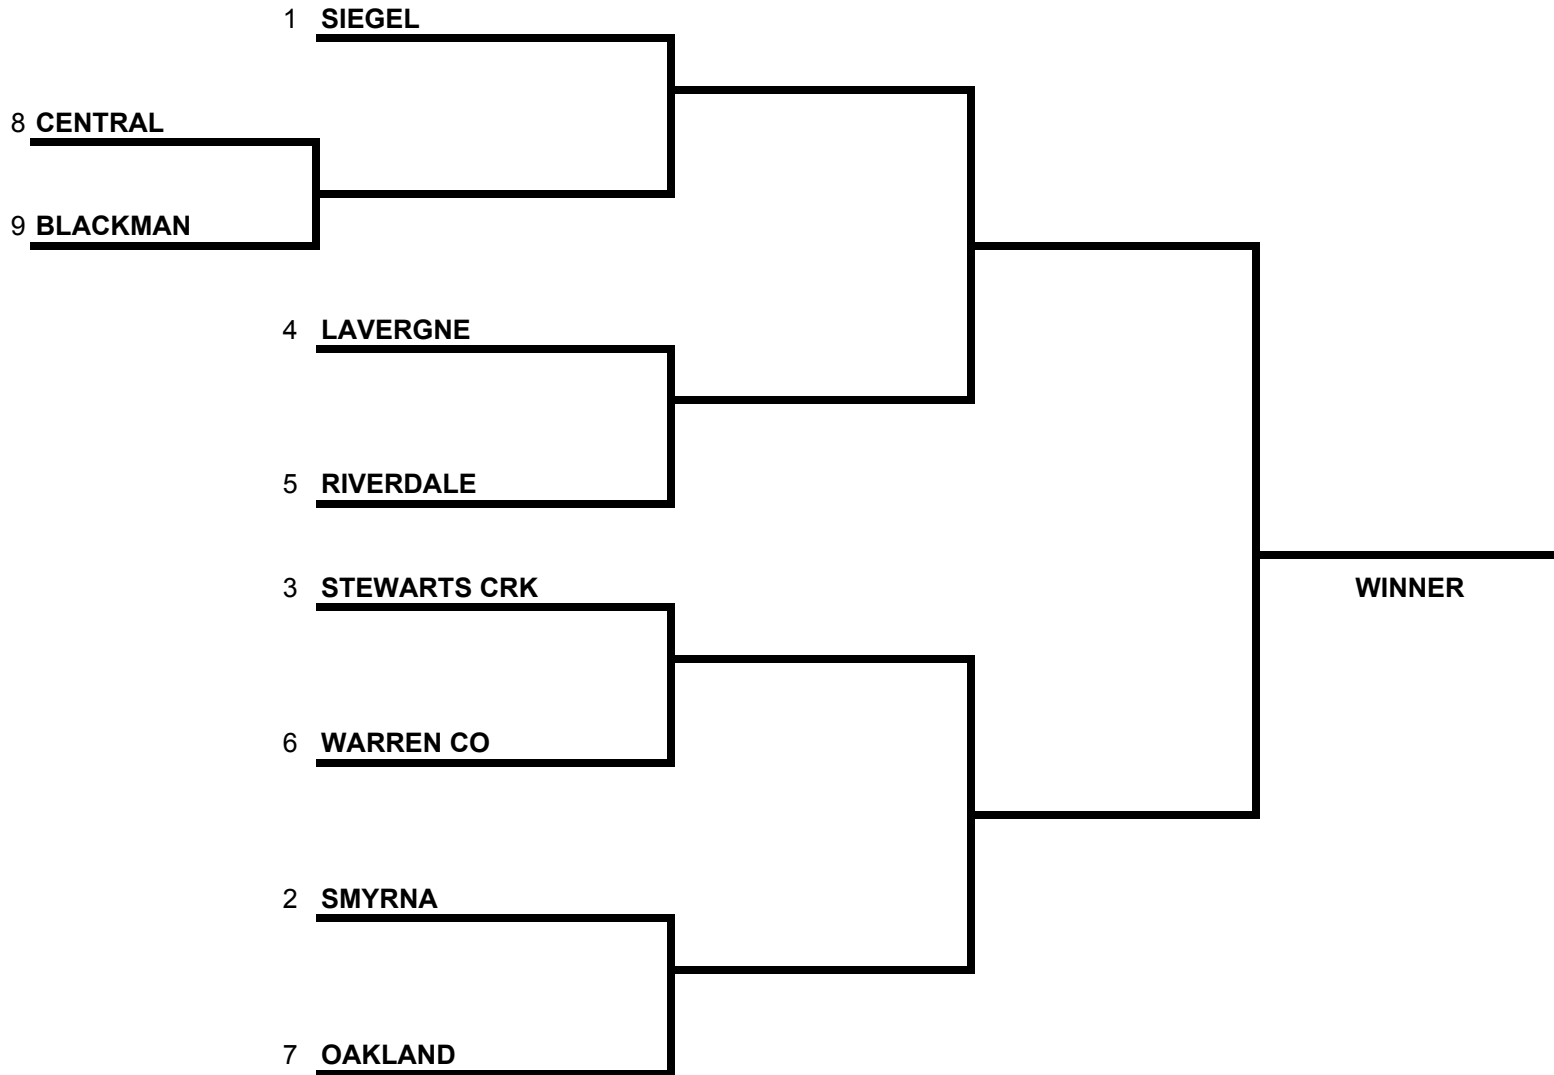 1 SIEGEL
8 CENTRAL
9 BLACKMAN
4 LAVERGNE
5 RIVERDALE
3 STEWARTS CRK
WINNER
6 WARREN CO
2 SMYRNA
7 OAKLAND